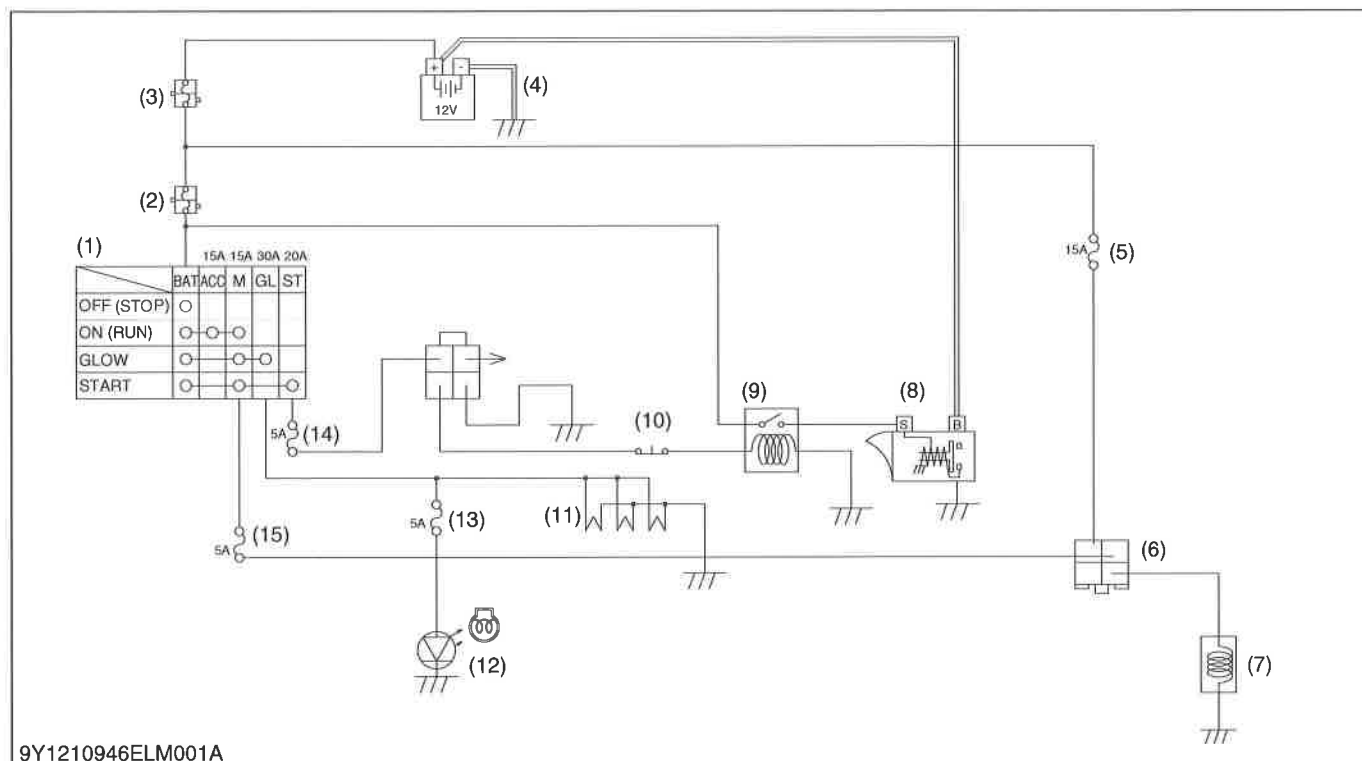 (3)
+ -
12V
(4)
(2)
(1)
15A 15A 30A 20A
BAT ACC M GL ST
OFF (STOP)
ON (RUN)
GLOW
START
15A
(5)
(9)
(8)
S
B
(10)
5A
(14)
(11)
5A
(13)
5A
(15)
(6)
(12)
(7)
9Y1210946ELM001A